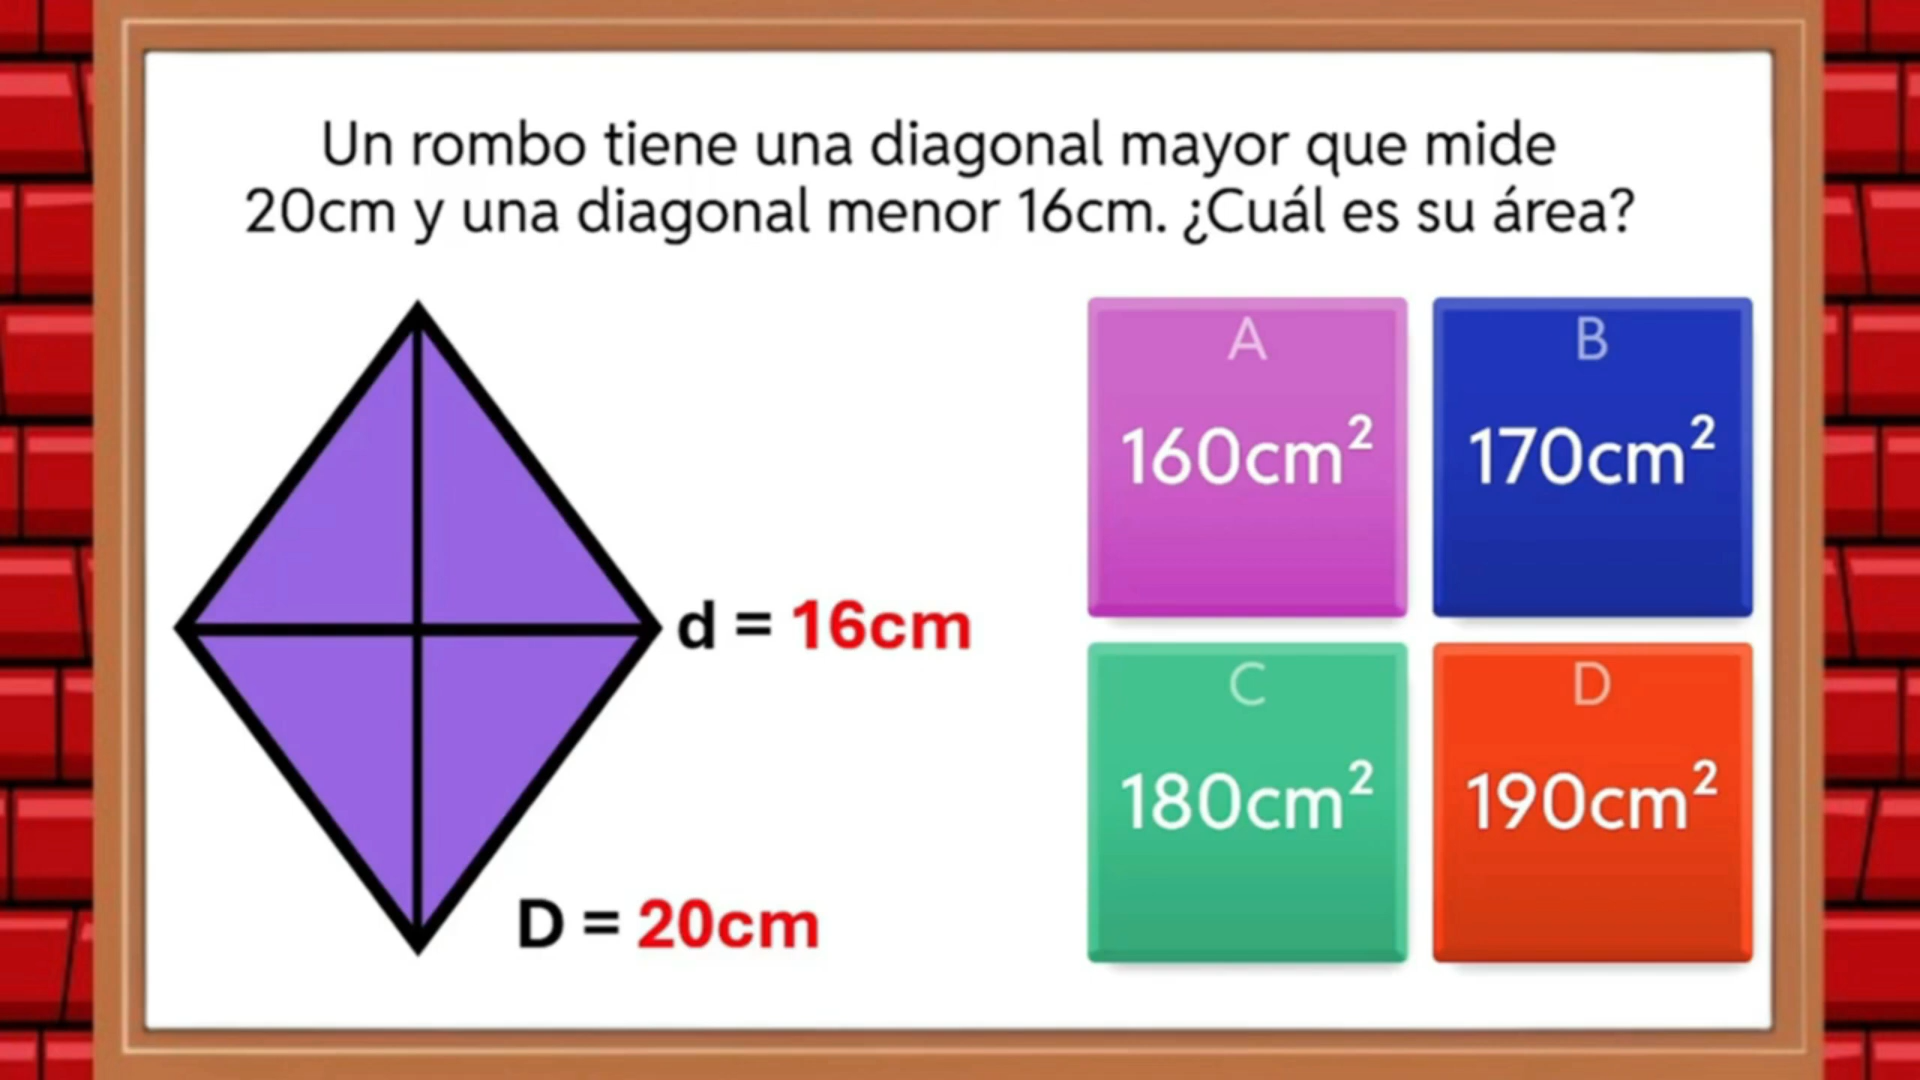 Un rombo tiene una diagonal mayor que mide
20cm y una diagonal menor 16cm. ¿Cuál es su área?
A
160cm²
B
170cm²
d = 16cm
C
180cm²
D
190cm²
D = 20cm